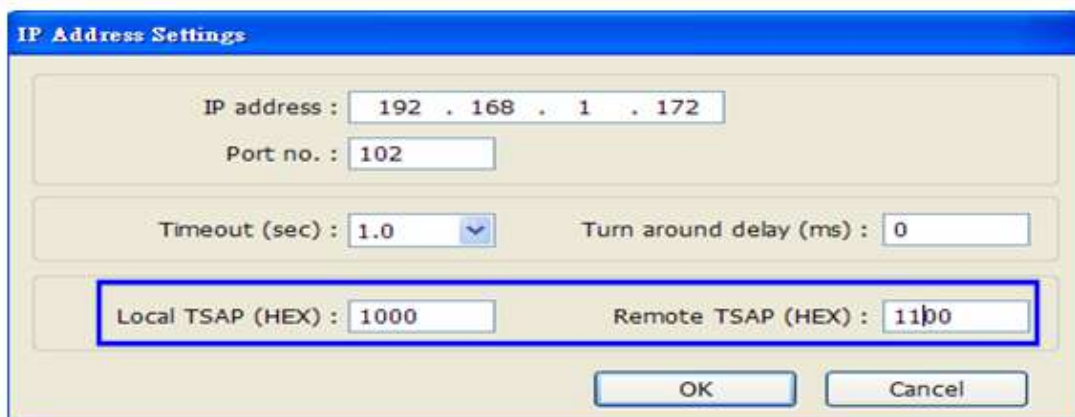 IP Address Settings
IP address : 192 . 168 . 1 . 172
Port no. : 102
Timeout (sec) : 1.0 Turn around delay (ms) : 0
Local TSAP (HEX) : 1000 Remote TSAP (HEX) : 1100
OK Cancel